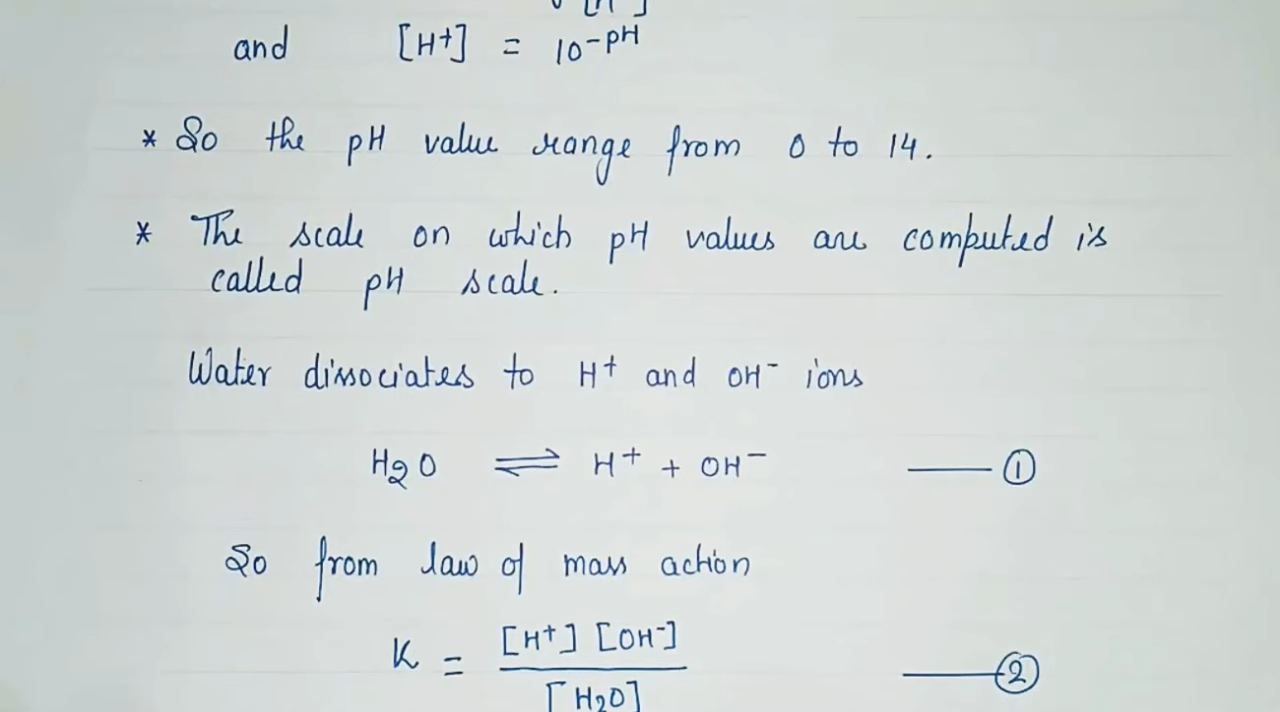 and [H+] = 10-pH
* So the pH value range from 0 to 14.
* The scale on which pH values are computed is
called pH scale.
Water dissociates to H+ and OH- ions
H2O ⇌ H+ + OH- —— ①
So from law of mass action
K = [H+] [OH-] —— ②
[H2O]